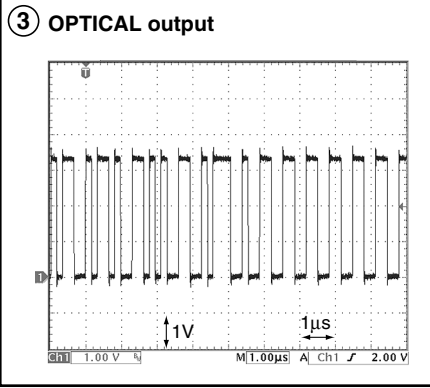 ③ OPTICAL output
T
1
1V
1μs
Ch1 1.00 V M 1.00μs A Ch1 2.00 V